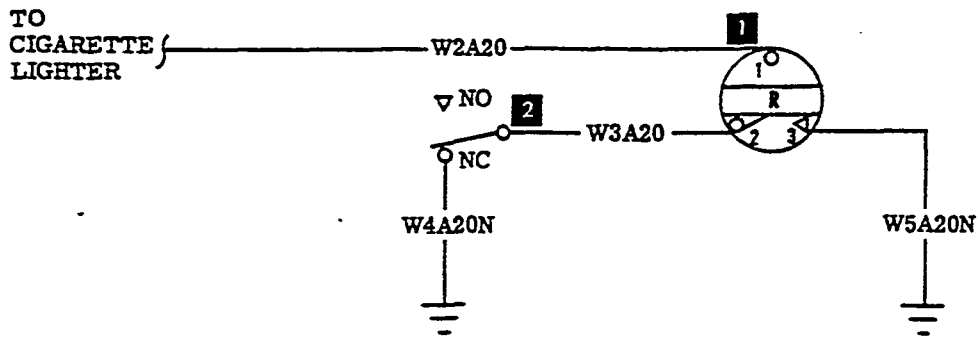 TO
CIGARETTE
LIGHTER
W2A20
1
1
R
2
3
NO
2
W3A20
NC
W4A20N
W5A20N